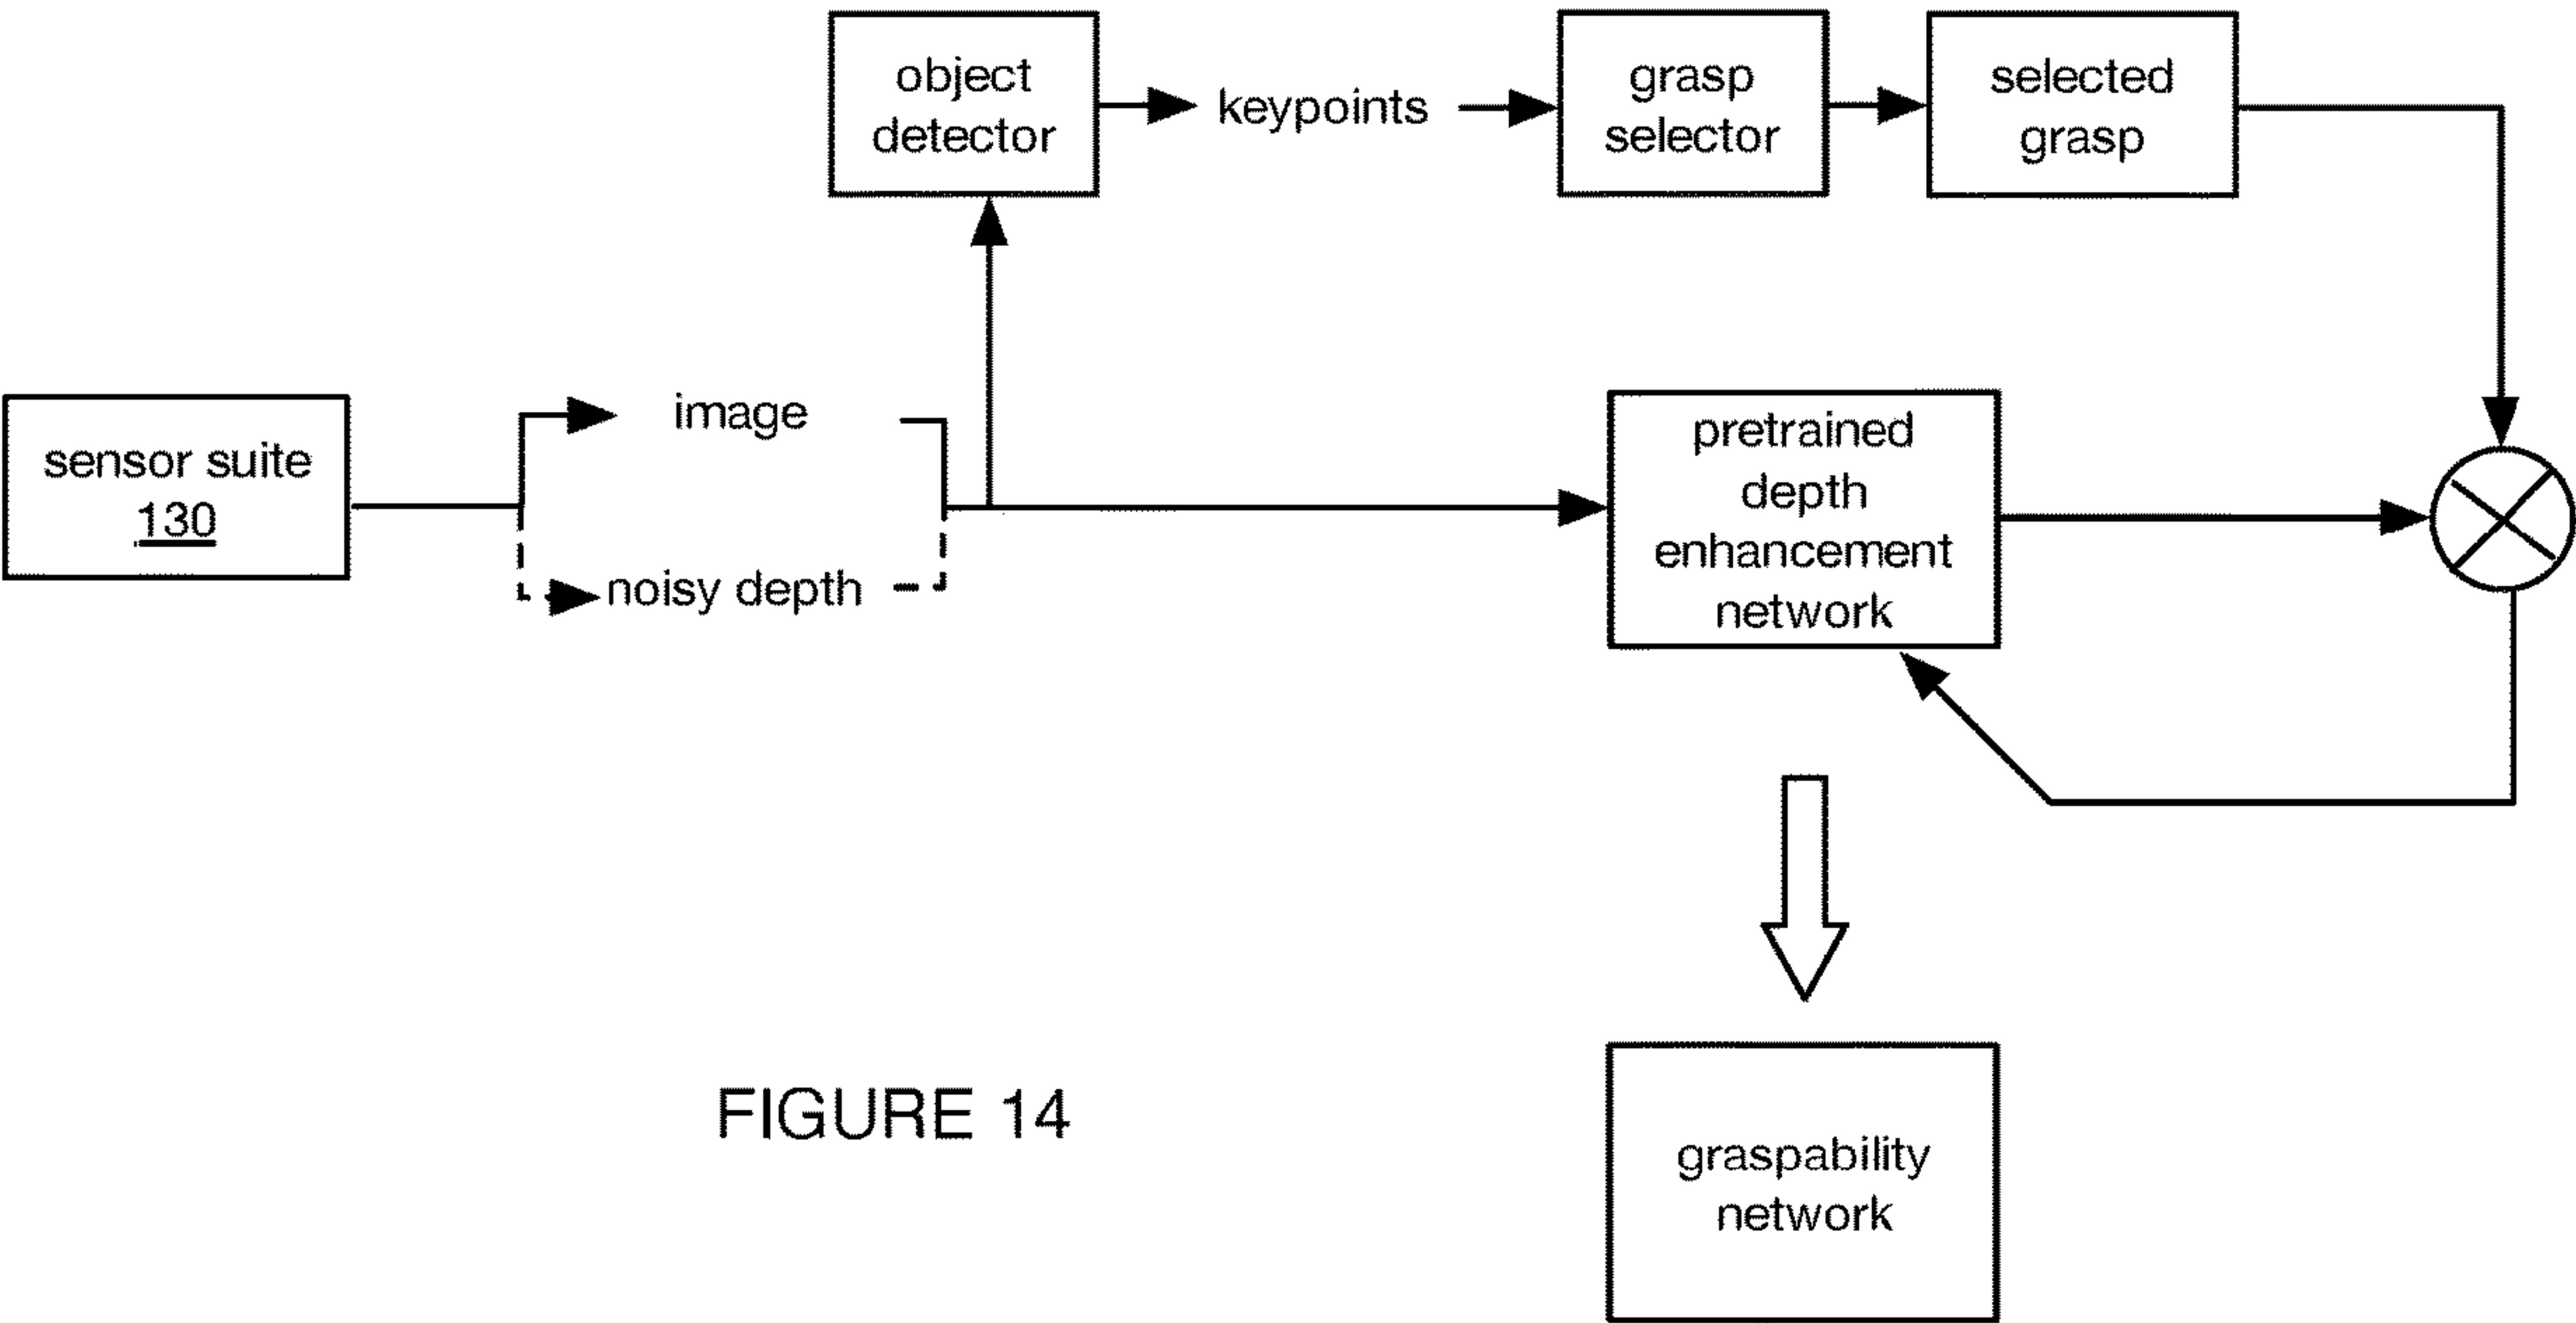 object
detector
keypoints
grasp
selector
selected
grasp
sensor suite
130
image
noisy depth
pretrained
depth
enhancement
network
graspability
network
FIGURE 14